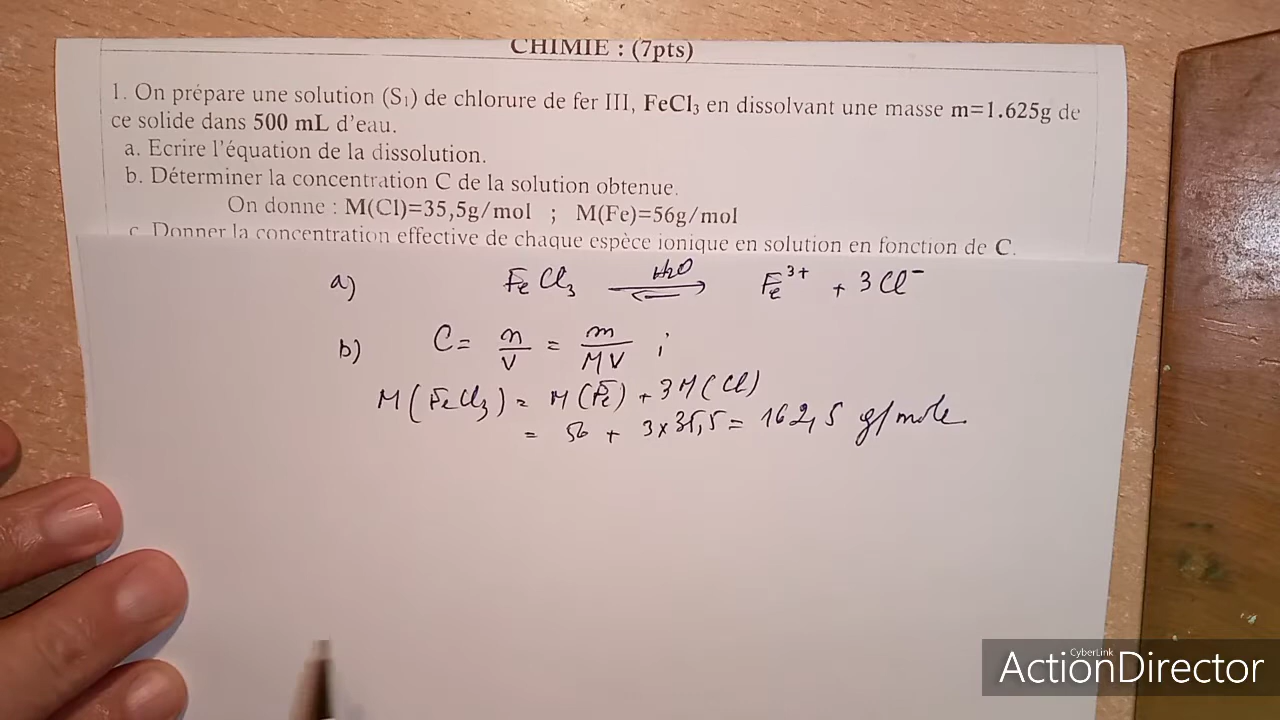 CHIMIE : (7pts)
1. On prépare une solution (S₁) de chlorure de fer III, FeCl₃ en dissolvant une masse m=1.625g de
ce solide dans 500 mL d'eau.
a. Ecrire l'équation de la dissolution.
b. Déterminer la concentration C de la solution obtenue.
On donne : M(Cl)=35,5g/mol ; M(Fe)=56g/mol
c. Donner la concentration effective de chaque espèce ionique en solution en fonction de C.
a) FeCl₃ ⇌ H₂O Fe³⁺ + 3Cl⁻
b) C = n/V = m/MV ;
M(FeCl₃) = M(Fe) + 3M(Cl)
= 56 + 3x35,5 = 162,5 g/mole
CyberLink
ActionDirector